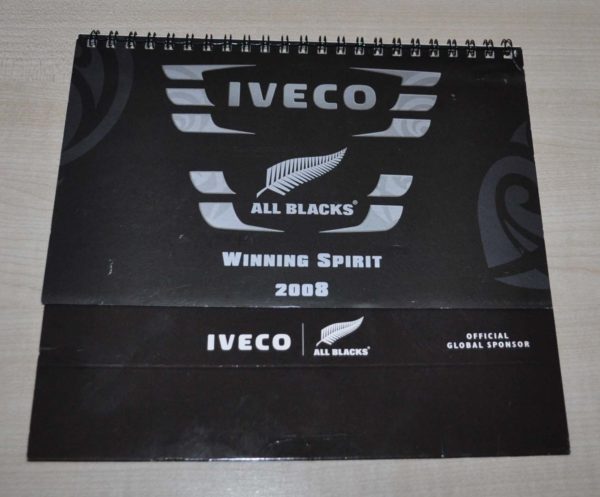 IVECO
ALL BLACKS®
WINNING SPIRIT
2008
IVECO | ALL BLACKS®
OFFICIAL
GLOBAL SPONSOR